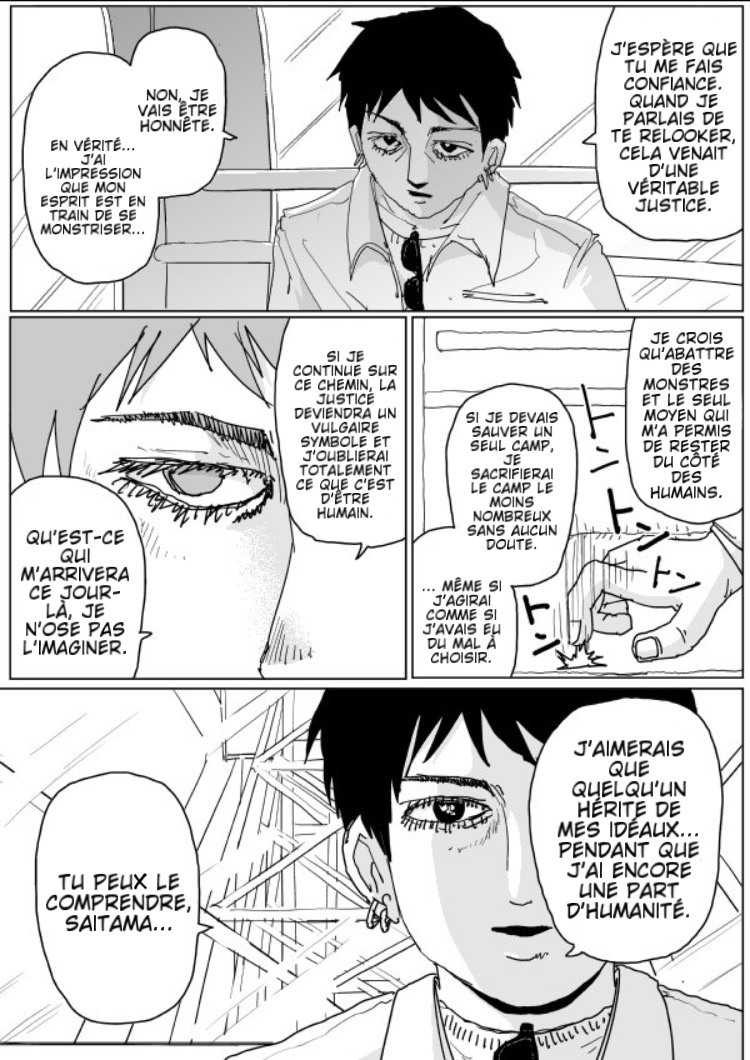 J'ESPÈRE QUE
TU ME FAIS
CONFIANCE.
QUAND JE
PARLAIS DE
TE RELOOKER,
CELA VENAIT
D'UNE
VÉRITABLE
JUSTICE.
NON, JE
VAIS ÊTRE
HONNÊTE.
EN VÉRITÉ...
J'AI
L'IMPRESSION
QUE MON
ESPRIT EST EN
TRAIN DE SE
MONSTRISER...
JE CROIS
QU'ABATTRE
DES
MONSTRES
ET LE SEUL
MOYEN QUI
M'A PERMIS
DE RESTER
DU CÔTÉ
DES
HUMAINS.
SI JE DEVAIS
SAUVER UN
SEUL CAMP,
JE
SACRIFIERAI
LE CAMP LE
MOINS
NOMBREUX
SANS AUCUN
DOUTE.
... MÊME SI
J'AGIRAI
COMME SI
J'AVAIS EU
DU MAL À
CHOISIR.
トン
トン
トン
トン
SI JE
CONTINUE SUR
CE CHEMIN, LA
JUSTICE
DEVIENDRA UN
VULGAIRE
SYMBOLE ET
J'OUBLIERAI
TOTALEMENT
CE QUE C'EST
D'ÊTRE
HUMAIN.
QU'EST-CE
QUI
M'ARRIVERA
CE JOUR-
LÀ, JE
N'OSE PAS
L'IMAGINER.
J'AIMERAIS
QUE
QUELQU'UN
HÉRITE DE
MES IDÉAUX...
PENDANT QUE
J'AI ENCORE
UNE PART
D'HUMANITÉ.
TU PEUX LE
COMPRENDRE,
SAITAMA...